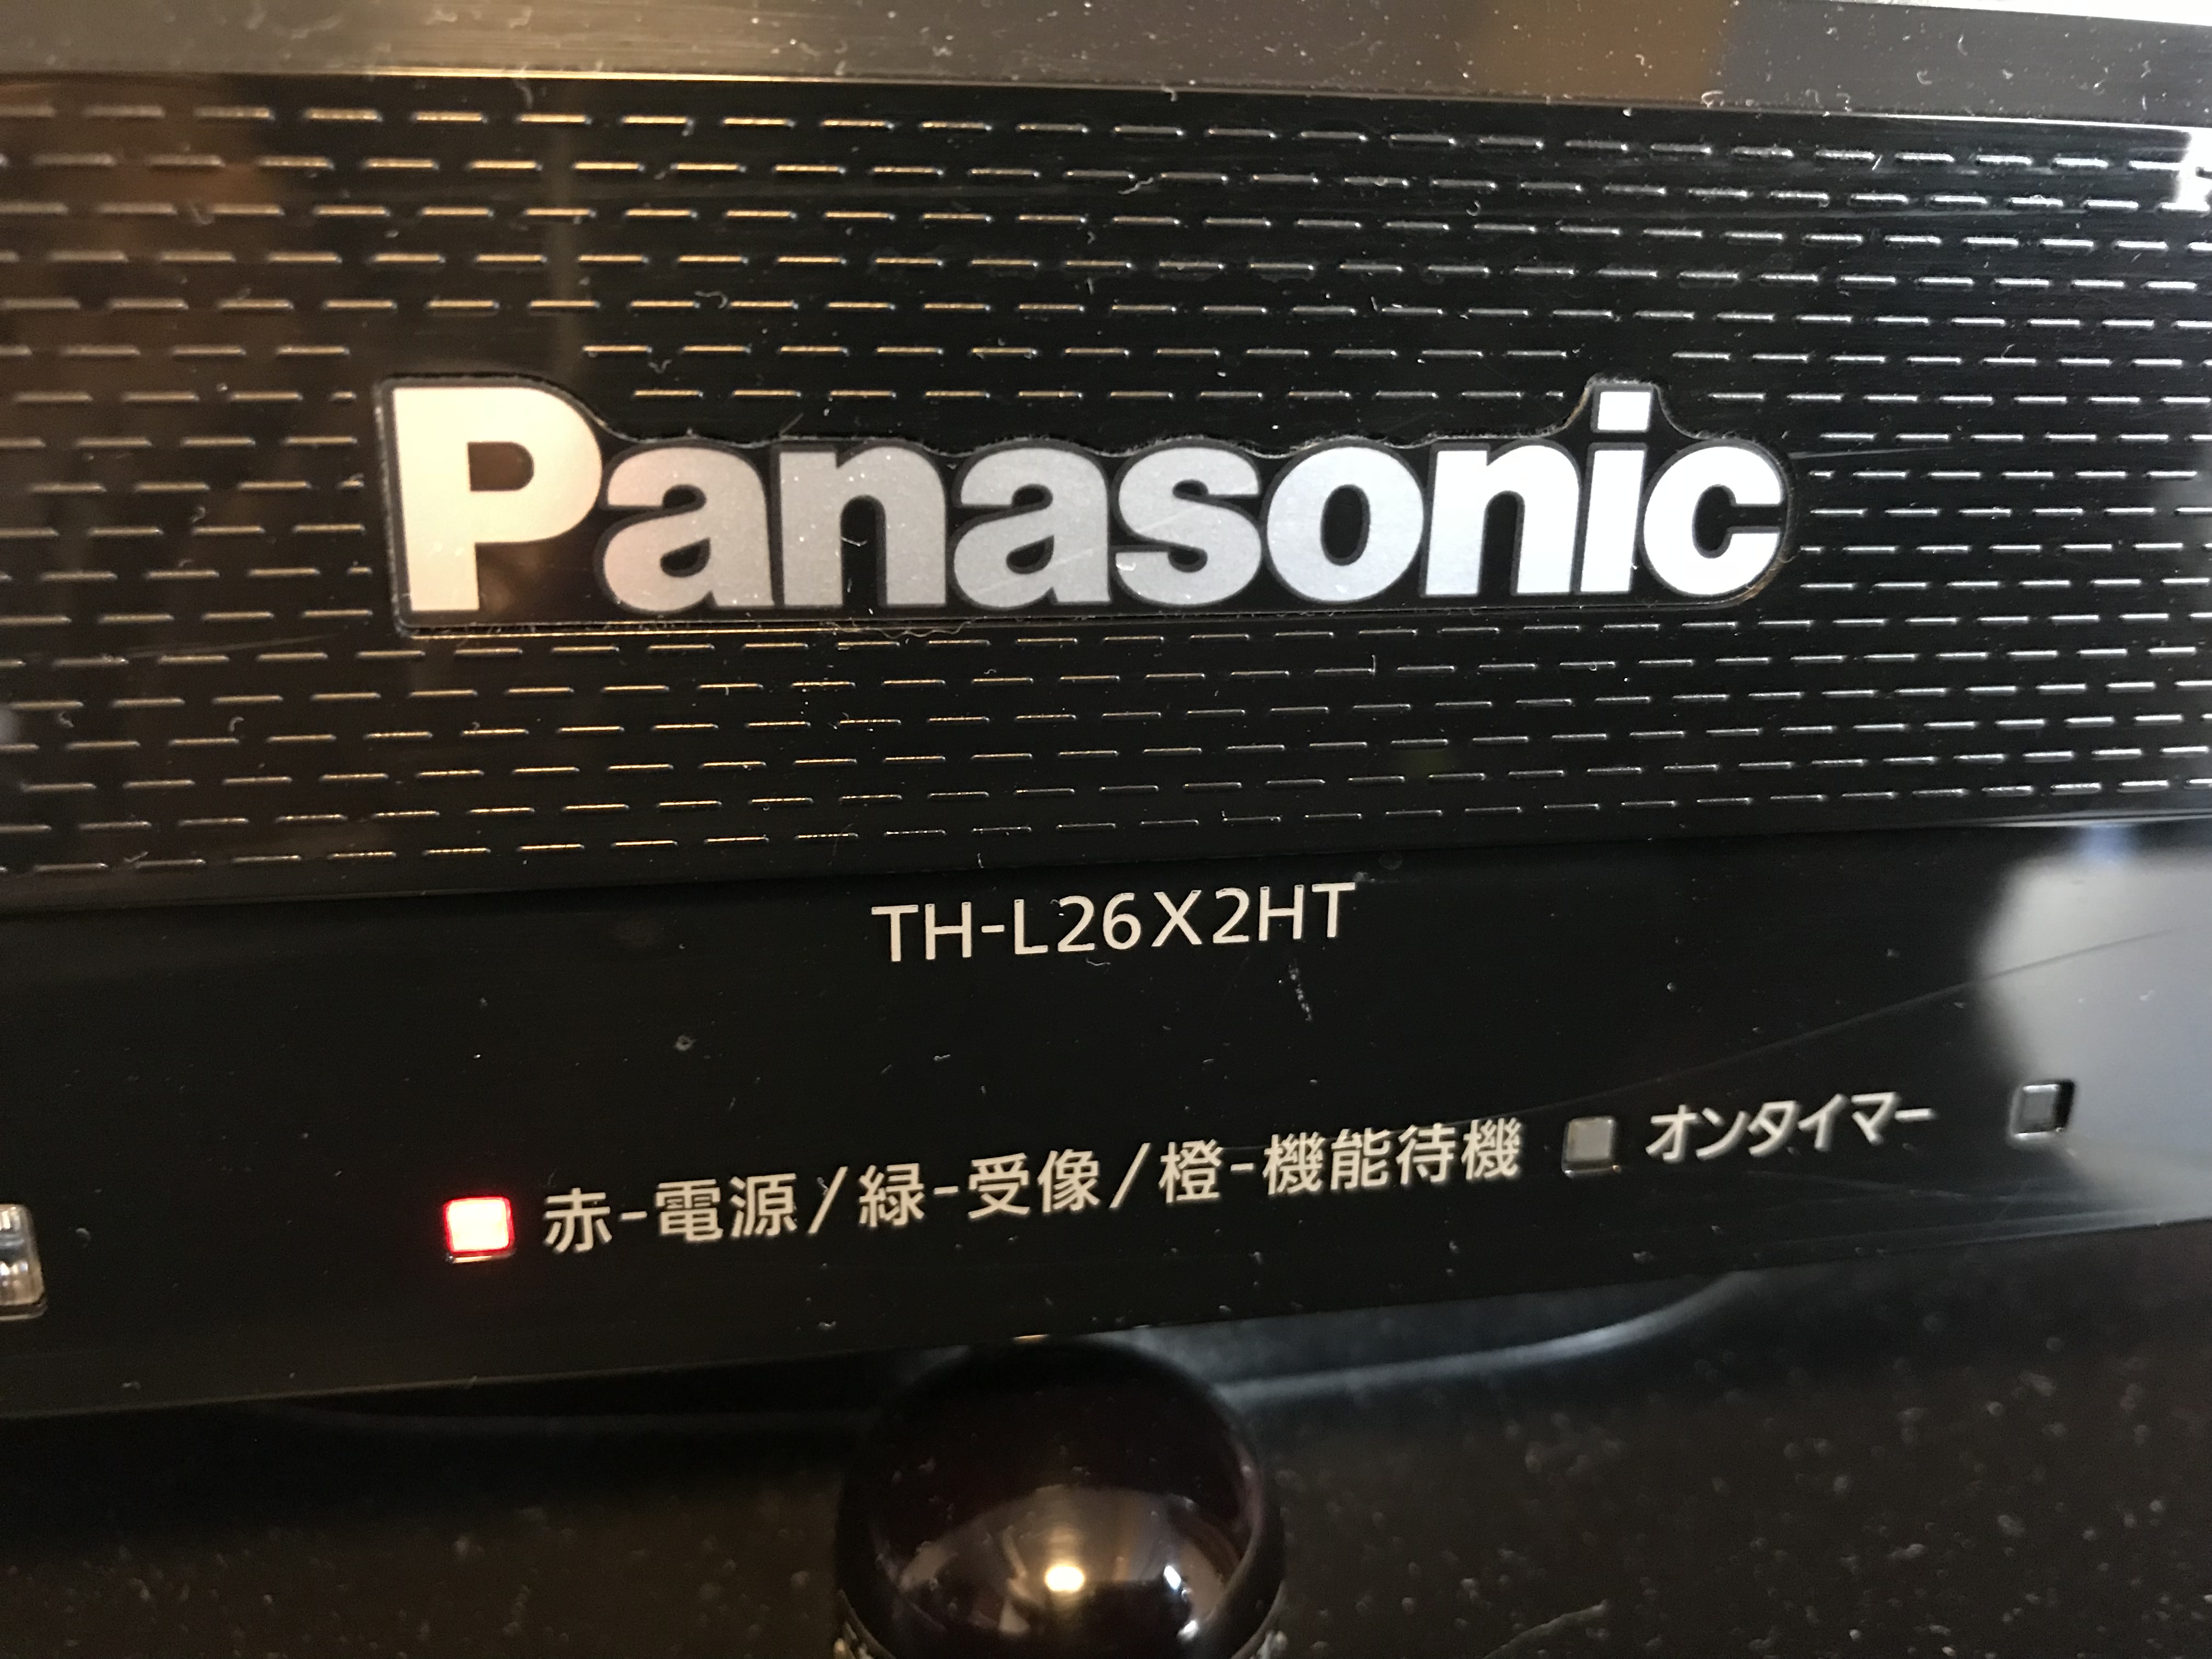 Panasonic
TH-L26X2HT
赤-電源/緑-受像/橙-機能待機
オンタイマー